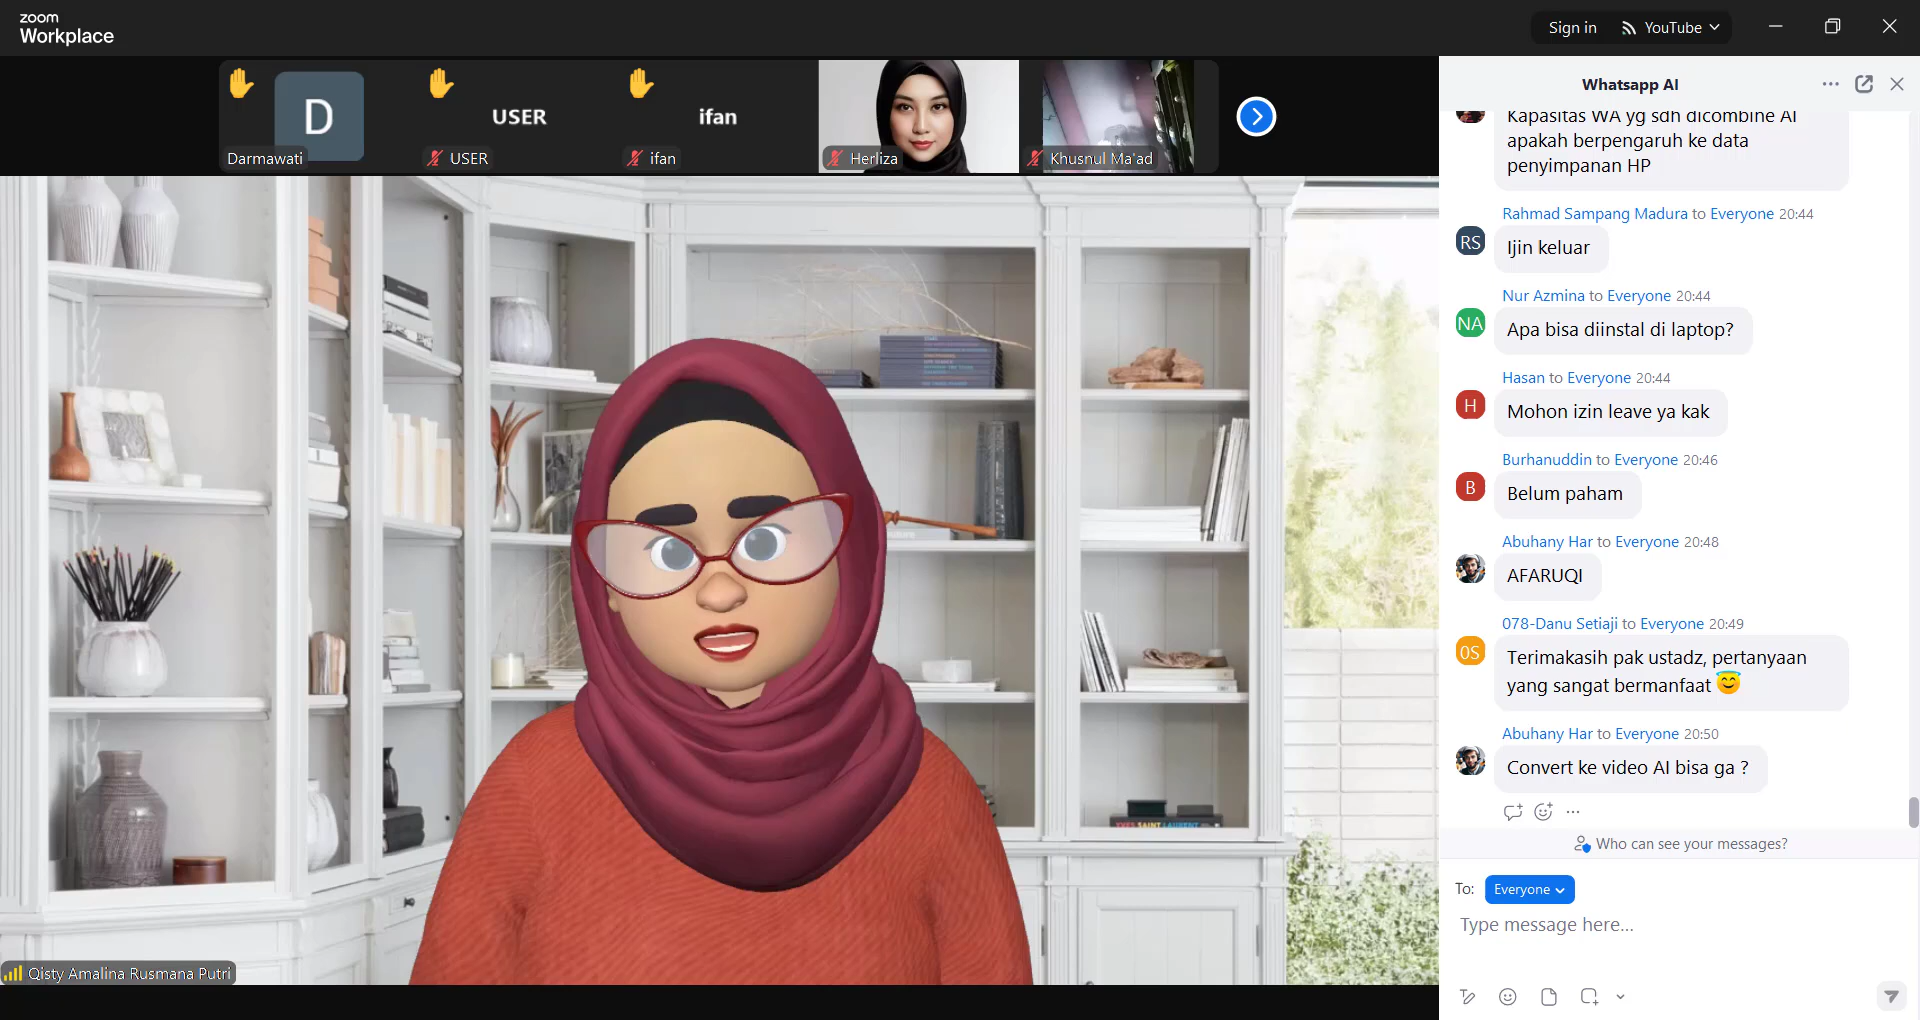 zoom
Workplace
Sign in
YouTube
D
Darmawati
USER
USER
ifan
ifan
Herliza
Khusnul Ma'ad
YVES SAINT LAURENT
Qisty Amalina Rusmana Putri
Whatsapp AI
Kapasitas WA yg sdh dicombine AI
apakah berpengaruh ke data
penyimpanan HP
Rahmad Sampang Madura to Everyone 20:44
RS
Ijin keluar
Nur Azmina to Everyone 20:44
NA
Apa bisa diinstal di laptop?
Hasan to Everyone 20:44
H
Mohon izin leave ya kak
Burhanuddin to Everyone 20:46
B
Belum paham
Abuhany Har to Everyone 20:48
AFARUQI
078-Danu Setiaji to Everyone 20:49
0S
Terimakasih pak ustadz, pertanyaan
yang sangat bermanfaat 😇
Abuhany Har to Everyone 20:50
Convert ke video AI bisa ga ?
Who can see your messages?
To: Everyone
Type message here...